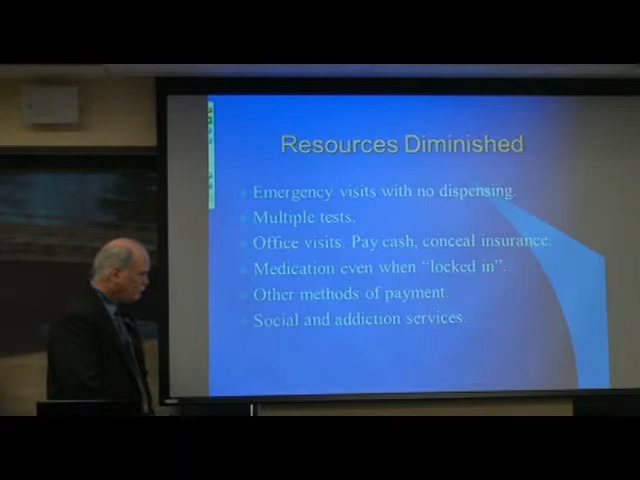 Resources Diminished
Emergency visits with no dispensing.
Multiple tests.
Office visits. Pay cash, conceal insurance.
Medication even when “locked in”.
Other methods of payment.
Social and addiction services.